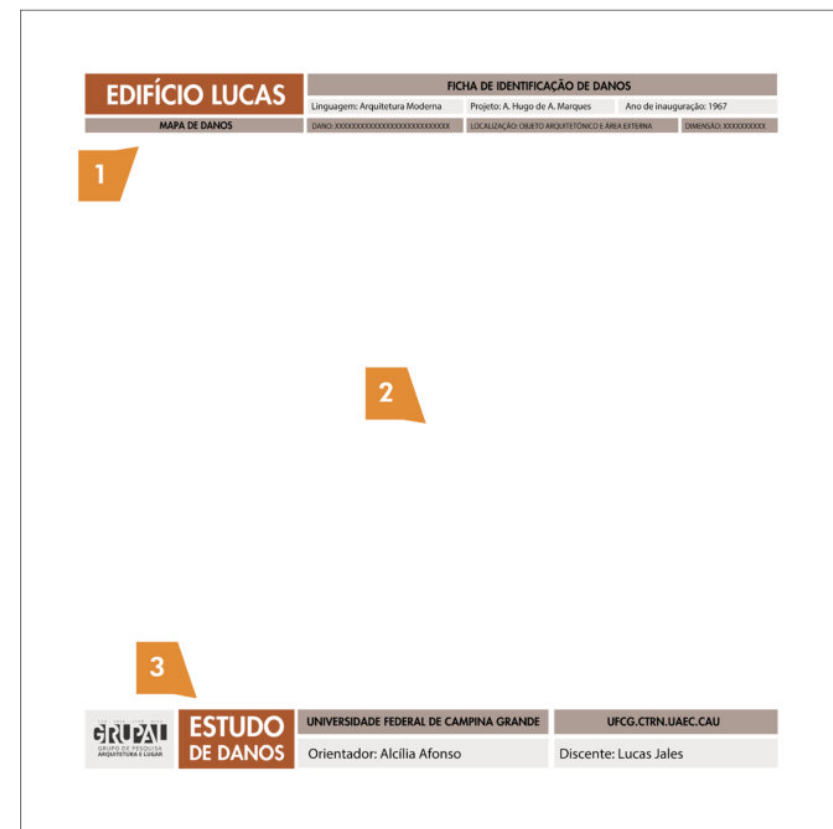 EDIFÍCIO LUCAS
FICHA DE IDENTIFICAÇÃO DE DANOS
Linguagem: Arquitetura Moderna Projeto: A. Hugo de A. Marques Ano de inauguração: 1967
MAPA DE DANOS DANO: XXXXXXXXXXXXXXXXXXXXXXXXXXXX LOCALIZAÇÃO: OBJETO ARQUITETÔNICO E ÁREA EXTERNA DIMENSÃO: XXXXXXXXXX
1
2
3
GRUPAL
GRUPO DE PESQUISA
ARQUITETURA E LUGAR
ESTUDO
DE DANOS
UNIVERSIDADE FEDERAL DE CAMPINA GRANDE UFCG.CTRN.UAEC.CAU
Orientador: Alcília Afonso Discente: Lucas Jales